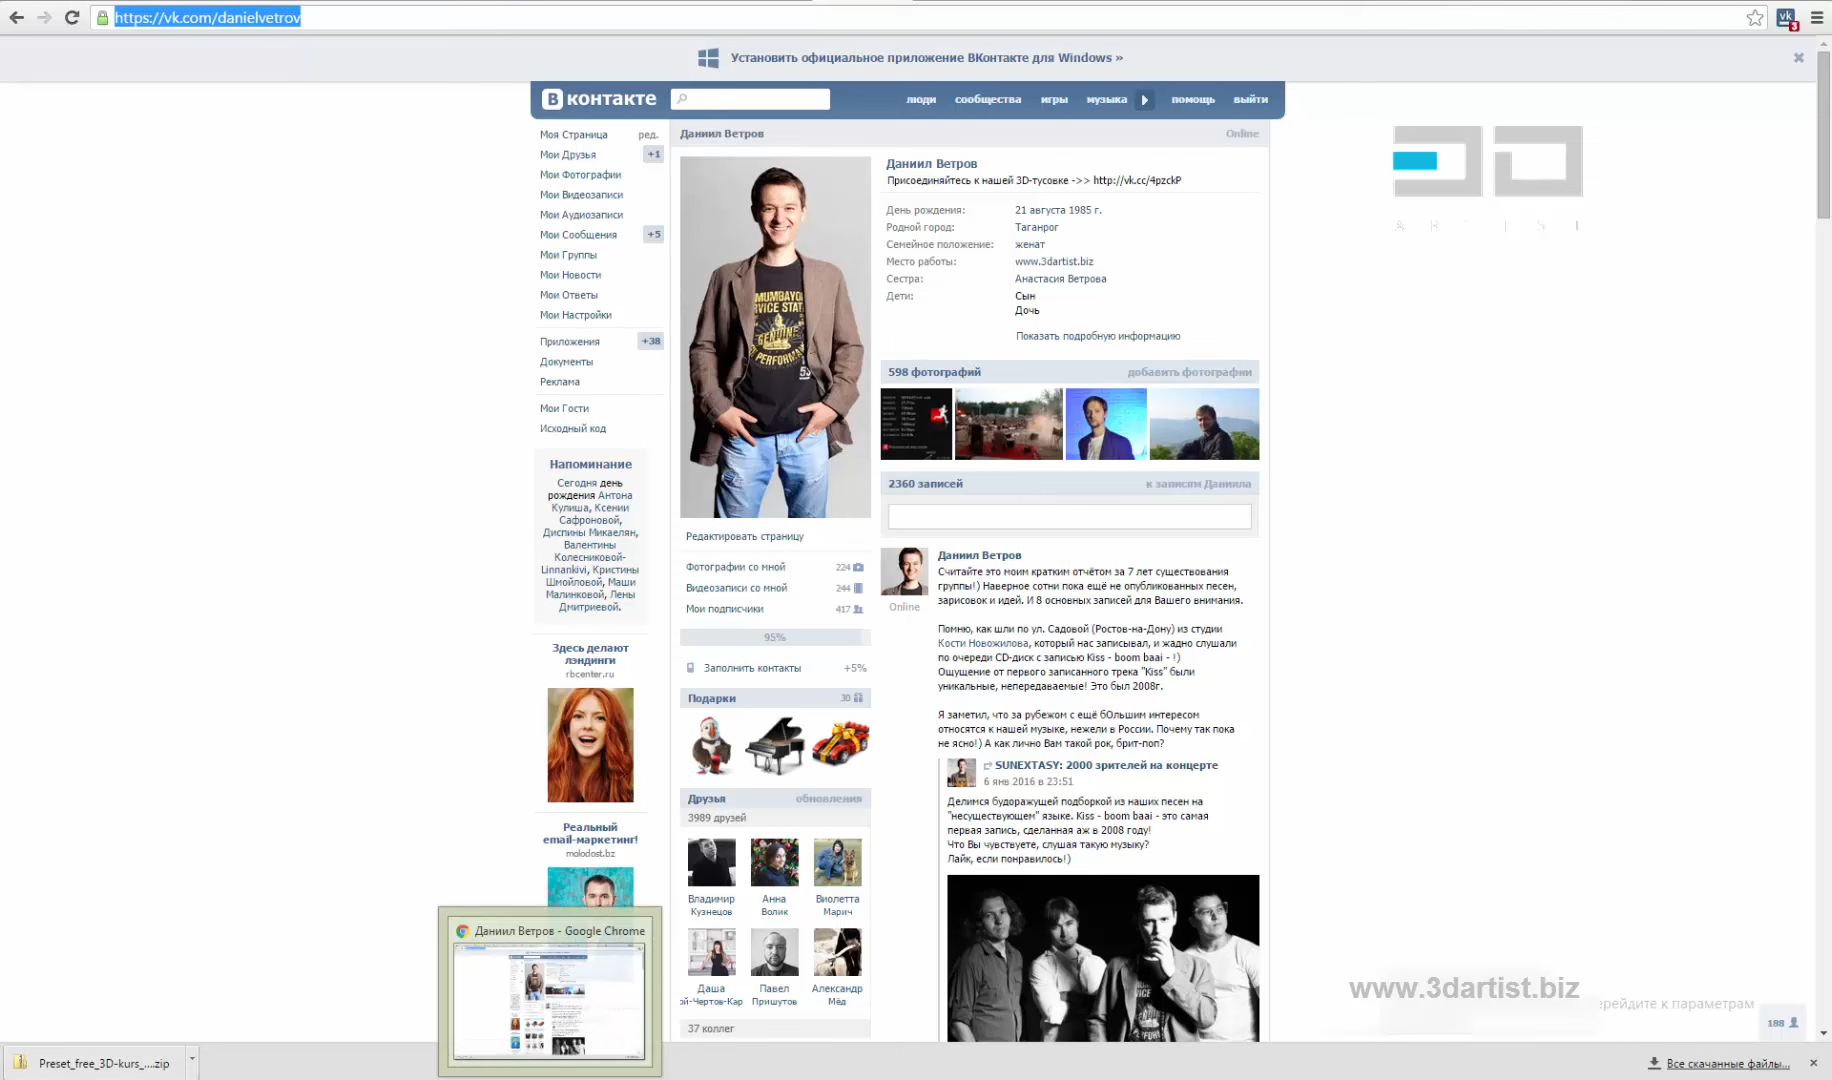 https://vk.com/danielvetrov
vk
3
Установить официальное приложение ВКонтакте для Windows »
В контакте
люди сообщества игры музыка помощь выйти
Моя Страница ред.
Мои Друзья +1
Мои Фотографии
Мои Видеозаписи
Мои Аудиозаписи
Мои Сообщения +5
Мои Группы
Мои Новости
Мои Ответы
Мои Настройки
Приложения +38
Документы
Реклама
Мои Гости
Исходный код
Напоминание
Сегодня день
рождения Антона
Кулиша, Ксении
Сафроновой,
Диспины Микаелян,
Валентины
Колесниковой-
Linnankivi, Кристины
Шмойловой, Маши
Малинковой, Лены
Дмитриевой.
Здесь делают
лэндинги
rbcenter.ru
Реальный
email-маркетинг!
molodost.biz
Даниил Ветров Online
MUMBAYO
RVICE STAT
GENUINE
PERFORMA
53
Редактировать страницу
Фотографии со мной 224
Видеозаписи со мной 244
Мои подписчики 417
95%
Заполнить контакты +5%
Подарки 30
Друзья обновления
3989 друзей
Владимир
Кузнецов
Анна
Волик
Виолетта
Марич
Даша
ой-Чертов-Кар
Павел
Пришутов
Александр
Мёд
37 коллег
Даниил Ветров
Присоединяйтесь к нашей 3D-тусовке ->> http://vk.cc/4pzckP
День рождения: 21 августа 1985 г.
Родной город: Таганрог
Семейное положение: женат
Место работы: www.3dartist.biz
Сестра: Анастасия Ветрова
Дети: Сын
Дочь
Показать подробную информацию
598 фотографий добавить фотографии
2360 записей к записям Даниила
Даниил Ветров
Online
Считайте это моим кратким отчётом за 7 лет существования
группы!) Наверное сотни пока ещё не опубликованных песен,
зарисовок и идей. И 8 основных записей для Вашего внимания.
Помню, как шли по ул. Садовой (Ростов-на-Дону) из студии
Кости Новожилова, который нас записывал, и жадно слушали
по очереди CD-диск с записью Kiss - boom baai - !)
Ощущение от первого записанного трека "Kiss" были
уникальные, непередаваемые! Это был 2008г.
Я заметил, что за рубежом с ещё бОльшим интересом
относятся к нашей музыке, нежели в России. Почему так пока
не ясно!) А как лично Вам такой рок, брит-поп?
SUNEXTASY: 2000 зрителей на концерте
6 янв 2016 в 23:51
Делимся будоражущей подборкой из наших песен на
"несуществующем" языке. Kiss - boom baai - это самая
первая запись, сделанная аж в 2008 году!
Что Вы чувствуете, слушая такую музыку?
Лайк, если понравилось!)
www.3dartist.biz
ерейдите к параметрам
188
Даниил Ветров - Google Chrome
Preset_free_3D-kurs_....zip
Все скачанные файлы...